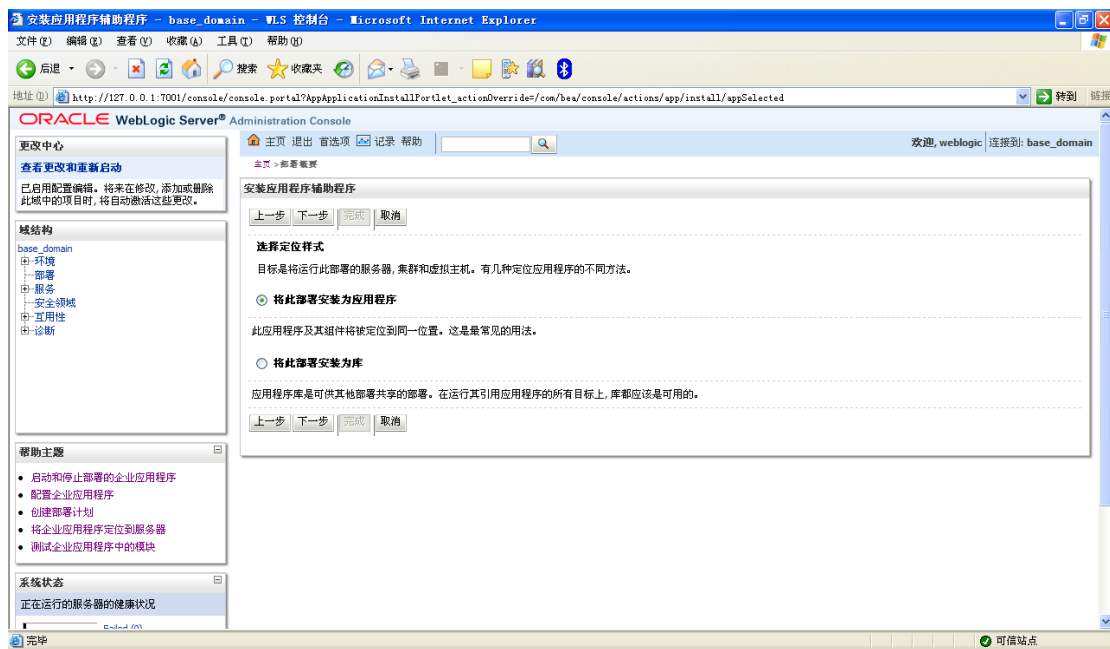 安装应用程序辅助程序 - base_domain - WLS 控制台 - Microsoft Internet Explorer
文件(F) 编辑(E) 查看(V) 收藏(A) 工具(T) 帮助(H)
后退 搜索 收藏夹
地址(D) http://127.0.0.1:7001/console/console.portal?AppApplicationInstallPortlet_actionOverride=/com/bea/console/actions/app/install/appSelected 转到 链接
ORACLE WebLogic Server® Administration Console
更改中心
查看更改和重新启动
已启用配置编辑。将来在修改, 添加或删除
此域中的项目时, 将自动激活这些更改。
域结构
base_domain
环境
部署
服务
安全领域
互用性
诊断
帮助主题
启动和停止部署的企业应用程序
配置企业应用程序
创建部署计划
将企业应用程序定位到服务器
测试企业应用程序中的模块
系统状态
正在运行的服务器的健康状况
Failed (0)
主页 退出 首选项 记录 帮助
欢迎, weblogic 连接到: base_domain
主页 >部署概要
安装应用程序辅助程序
上一步 下一步 完成 取消
选择定位样式
目标是将运行此部署的服务器, 集群和虚拟主机。有几种定位应用程序的不同方法。
将此部署安装为应用程序
此应用程序及其组件将被定位到同一位置。这是最常见的用法。
将此部署安装为库
应用程序库是可供其他部署共享的部署。在运行其引用应用程序的所有目标上, 库都应该是可用的。
上一步 下一步 完成 取消
完毕 可信站点